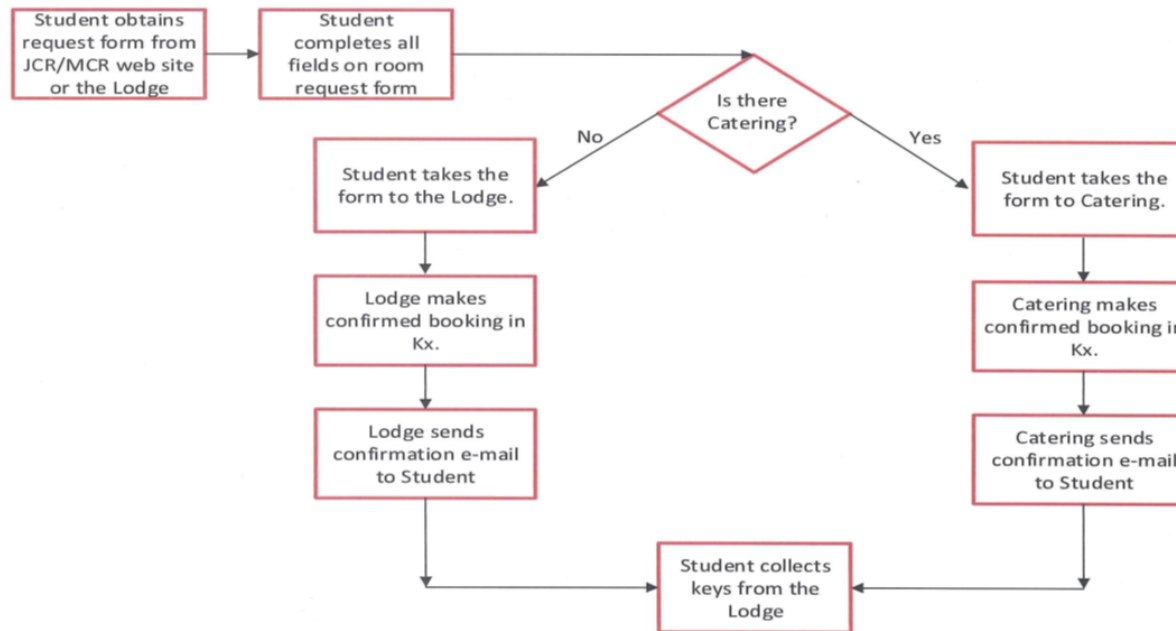 Student obtains
request form from
JCR/MCR web site
or the Lodge
Student
completes all
fields on room
request form
Is there
Catering?
No
Yes
Student takes the
form to the Lodge.
Student takes the
form to Catering.
Lodge makes
confirmed booking in
Kx.
Catering makes
confirmed booking in
Kx.
Lodge sends
confirmation e-mail
to Student
Catering sends
confirmation e-mail
to Student
Student collects
keys from the
Lodge